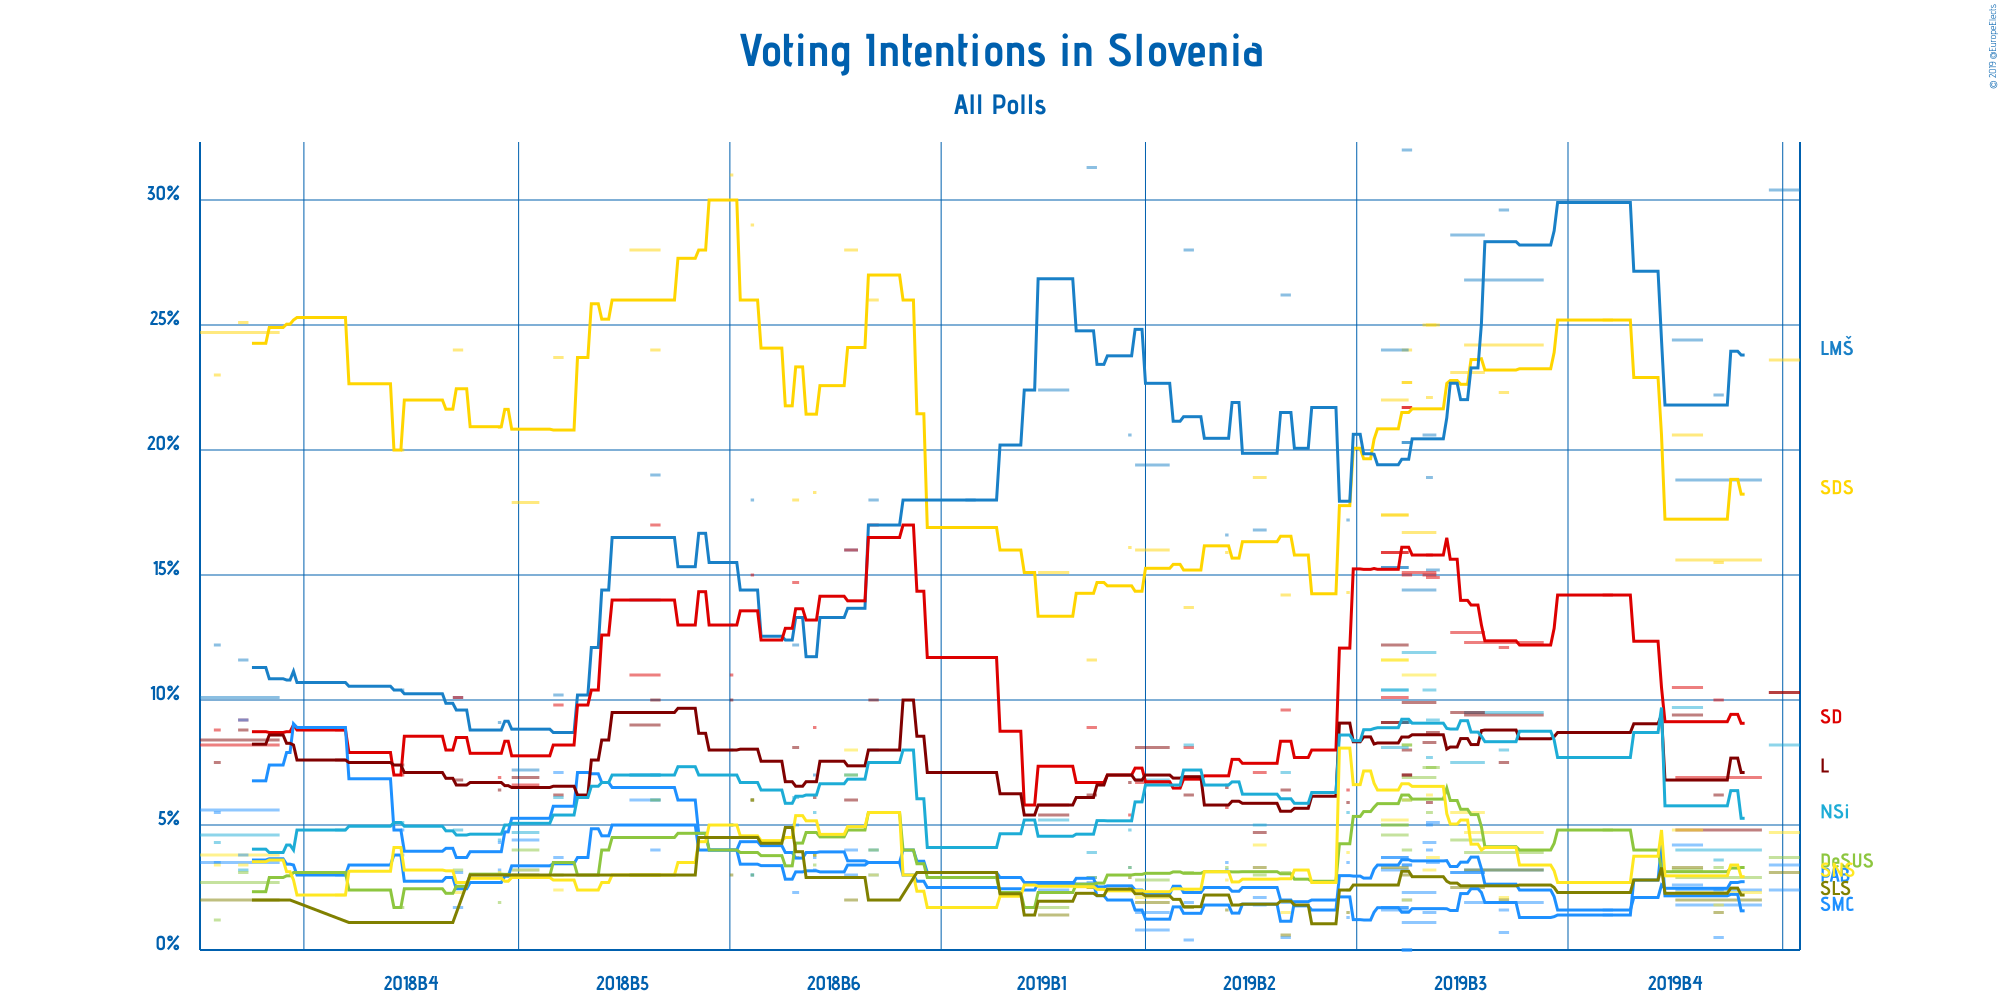 © 2019 @EuropeElects
Voting Intentions in Slovenia
All Polls
30%
25%
20%
15%
10%
5%
0%
LMŠ
SDS
SD
L
NSi
DeSUS
SNS
SLS
SMC
2018B4
2018B5
2018B6
2019B1
2019B2
2019B3
2019B4